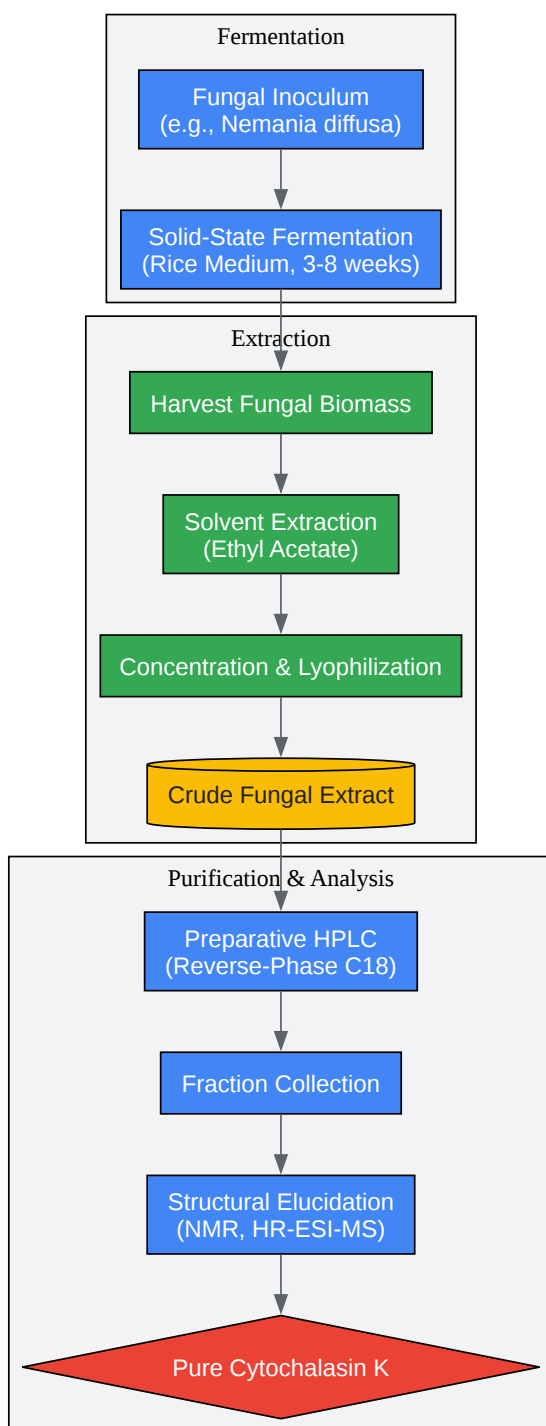 Fermentation
Fungal Inoculum
(e.g., Nemania diffusa)
Solid-State Fermentation
(Rice Medium, 3-8 weeks)
Extraction
Harvest Fungal Biomass
Solvent Extraction
(Ethyl Acetate)
Concentration & Lyophilization
Crude Fungal Extract
Purification & Analysis
Preparative HPLC
(Reverse-Phase C18)
Fraction Collection
Structural Elucidation
(NMR, HR-ESI-MS)
Pure Cytochalasin K